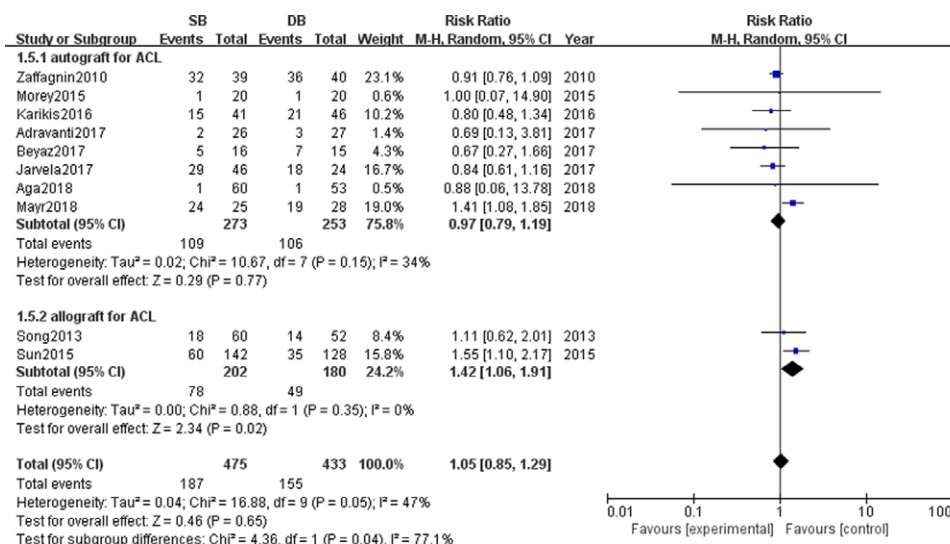 SB DB Risk Ratio Risk Ratio
Study or Subgroup Events Total Events Total Weight M-H, Random, 95% CI Year M-H, Random, 95% CI
1.5.1 autograft for ACL
Zaffagnin2010 32 39 36 40 23.1% 0.91 [0.76, 1.09] 2010
Morey2015 1 20 1 20 0.6% 1.00 [0.07, 14.90] 2015
Karikis2016 15 41 21 46 10.2% 0.80 [0.48, 1.34] 2016
Adravanti2017 2 26 3 27 1.4% 0.69 [0.13, 3.81] 2017
Beyaz2017 5 16 7 15 4.3% 0.67 [0.27, 1.66] 2017
Jarvela2017 29 46 18 24 16.7% 0.84 [0.61, 1.16] 2017
Aga2018 1 60 1 53 0.5% 0.88 [0.06, 13.78] 2018
Mayr2018 24 25 19 28 19.0% 1.41 [1.08, 1.85] 2018
Subtotal (95% CI) 273 253 75.8% 0.97 [0.79, 1.19]
Total events 109 106
Heterogeneity: Tau² = 0.02; Chi² = 10.67, df = 7 (P = 0.15); I² = 34%
Test for overall effect: Z = 0.29 (P = 0.77)
1.5.2 allograft for ACL
Song2013 18 60 14 52 8.4% 1.11 [0.62, 2.01] 2013
Sun2015 60 142 35 128 15.8% 1.55 [1.10, 2.17] 2015
Subtotal (95% CI) 202 180 24.2% 1.42 [1.06, 1.91]
Total events 78 49
Heterogeneity: Tau² = 0.00; Chi² = 0.88, df = 1 (P = 0.35); I² = 0%
Test for overall effect: Z = 2.34 (P = 0.02)
Total (95% CI) 475 433 100.0% 1.05 [0.85, 1.29]
Total events 187 155
Heterogeneity: Tau² = 0.04; Chi² = 16.88, df = 9 (P = 0.05); I² = 47%
Test for overall effect: Z = 0.46 (P = 0.65)
Test for subgroup differences: Chi² = 4.36, df = 1 (P = 0.04), I² = 77.1%
0.01 0.1 1 10 100
Favours [experimental] Favours [control]